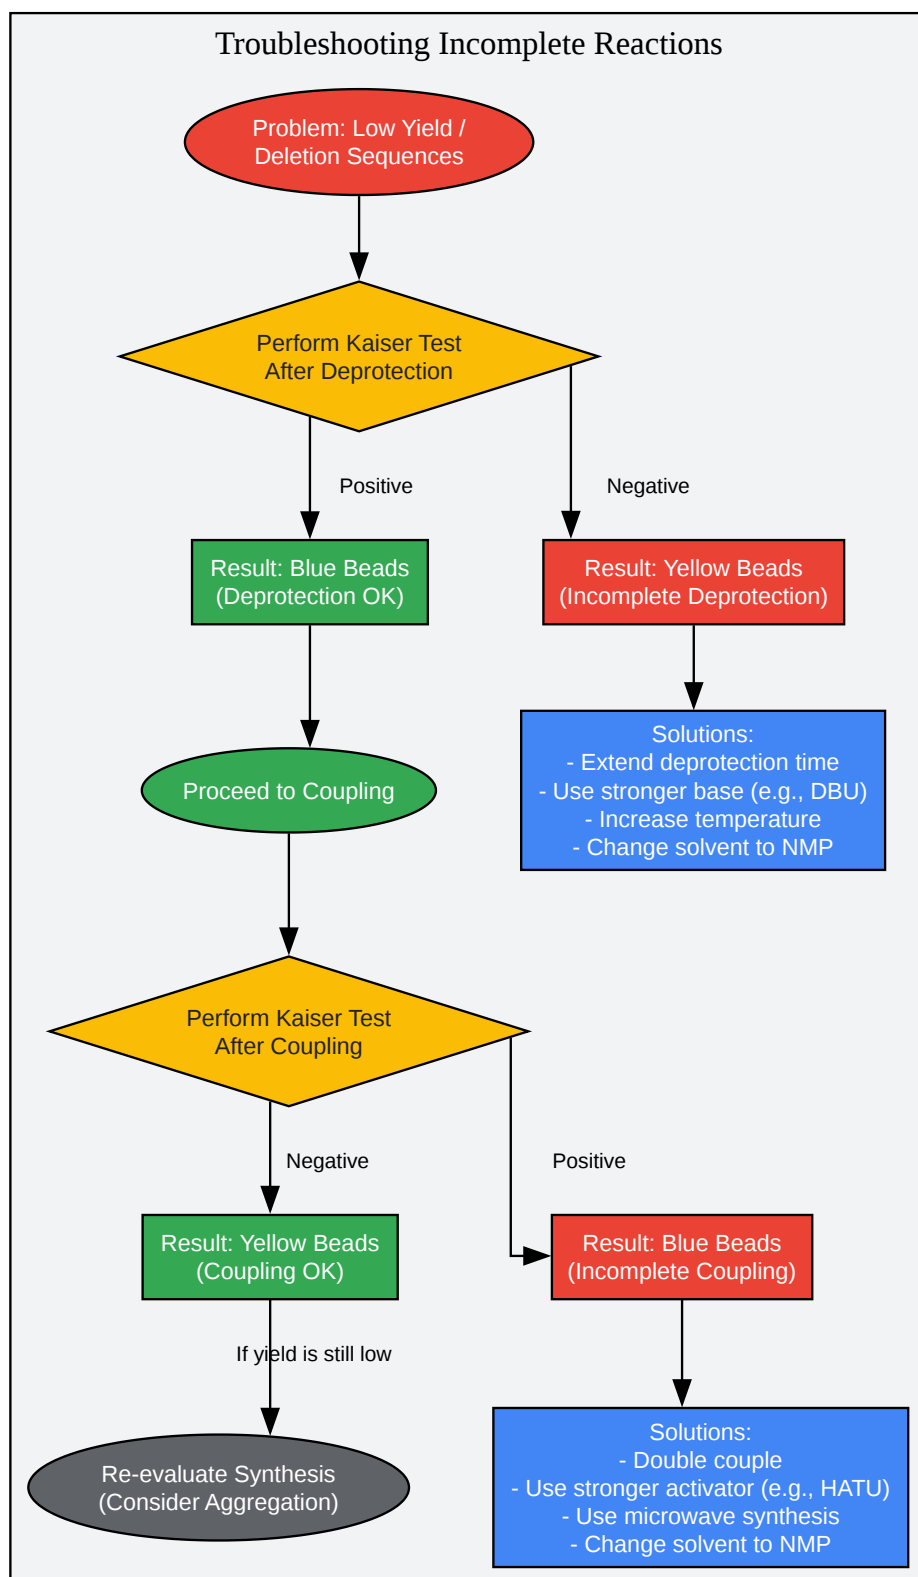 Troubleshooting Incomplete Reactions
Problem: Low Yield /
Deletion Sequences
Perform Kaiser Test
After Deprotection
Positive
Negative
Result: Blue Beads
(Deprotection OK)
Result: Yellow Beads
(Incomplete Deprotection)
Solutions:
- Extend deprotection time
- Use stronger base (e.g., DBU)
- Increase temperature
- Change solvent to NMP
Proceed to Coupling
Perform Kaiser Test
After Coupling
Negative
Positive
Result: Yellow Beads
(Coupling OK)
Result: Blue Beads
(Incomplete Coupling)
If yield is still low
Re-evaluate Synthesis
(Consider Aggregation)
Solutions:
- Double couple
- Use stronger activator (e.g., HATU)
- Use microwave synthesis
- Change solvent to NMP